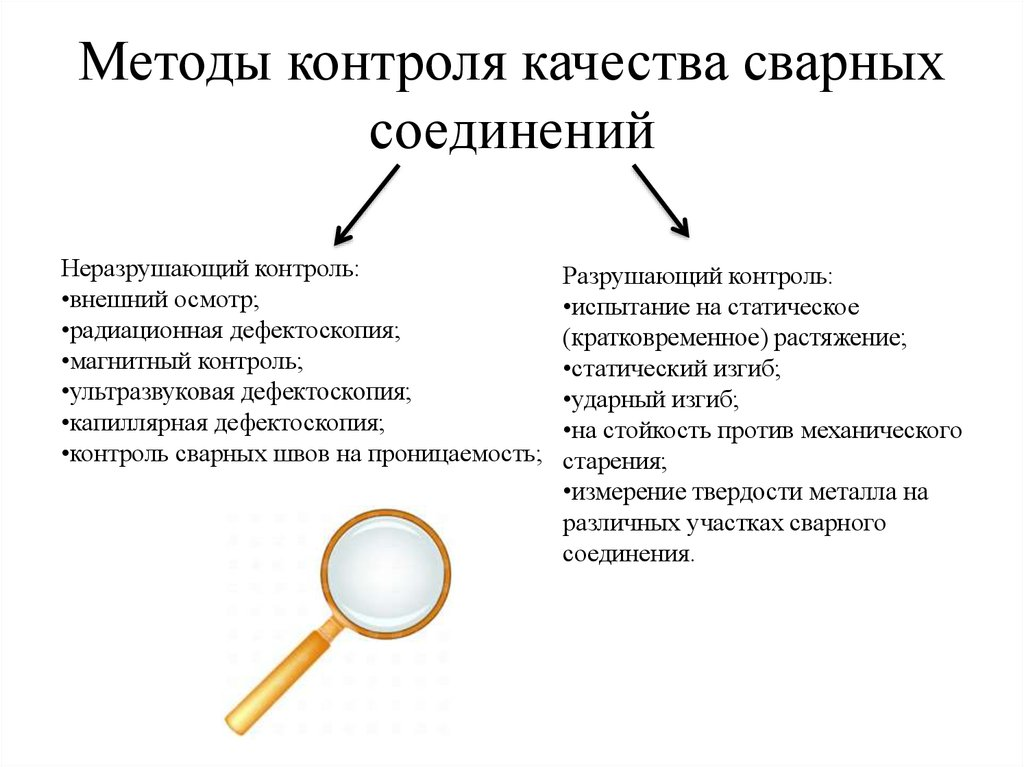 Методы контроля качества сварных
соединений
Неразрушающий контроль:
•внешний осмотр;
•радиационная дефектоскопия;
•магнитный контроль;
•ультразвуковая дефектоскопия;
•капиллярная дефектоскопия;
•контроль сварных швов на проницаемость;
Разрушающий контроль:
•испытание на статическое
(кратковременное) растяжение;
•статический изгиб;
•ударный изгиб;
•на стойкость против механического
старения;
•измерение твердости металла на
различных участках сварного
соединения.